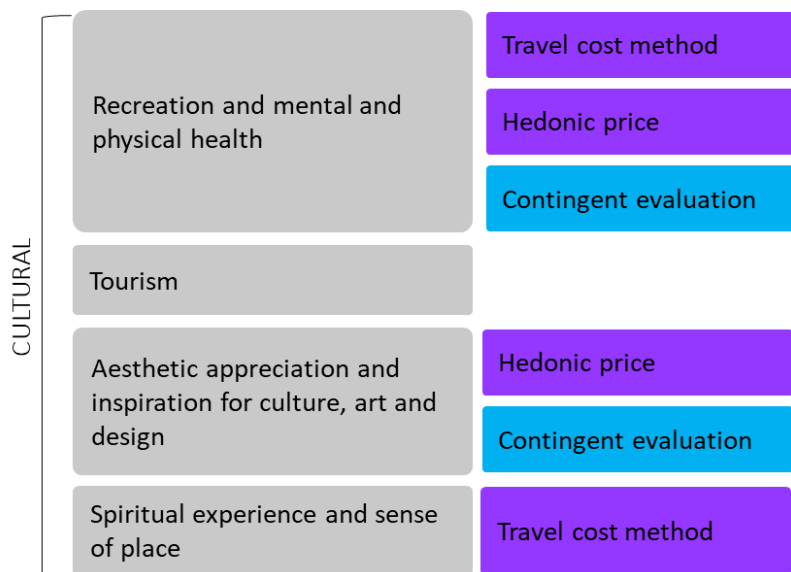 CULTURAL
Recreation and mental and
physical health
Travel cost method
Hedonic price
Contingent evaluation
Tourism
Aesthetic appreciation and
inspiration for culture, art and
design
Hedonic price
Contingent evaluation
Spiritual experience and sense
of place
Travel cost method